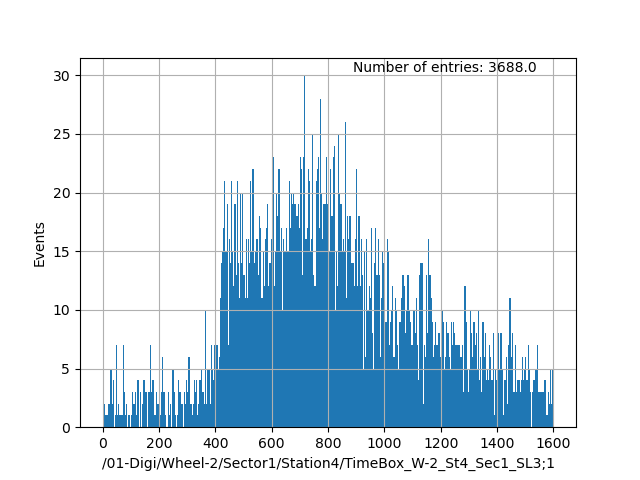 Number of entries: 3688.0
30
25
20
15
10
5
0
Events
0 200 400 600 800 1000 1200 1400 1600
/01-Digi/Wheel-2/Sector1/Station4/TimeBox_W-2_St4_Sec1_SL3;1